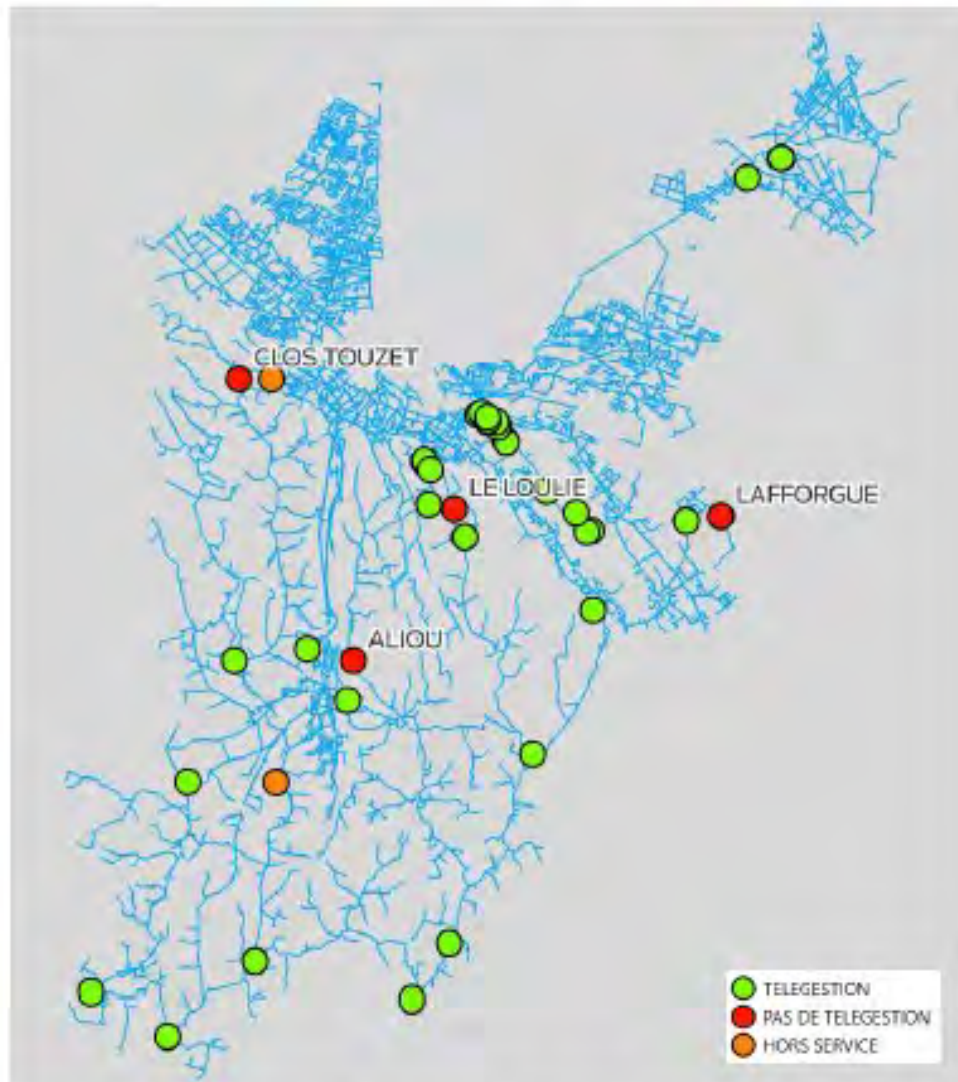 CLOS TOUZET
LE LOULIE
LAFFORGUE
ALIOU
TELEGESTION
PAS DE TELEGESTION
HORS SERVICE